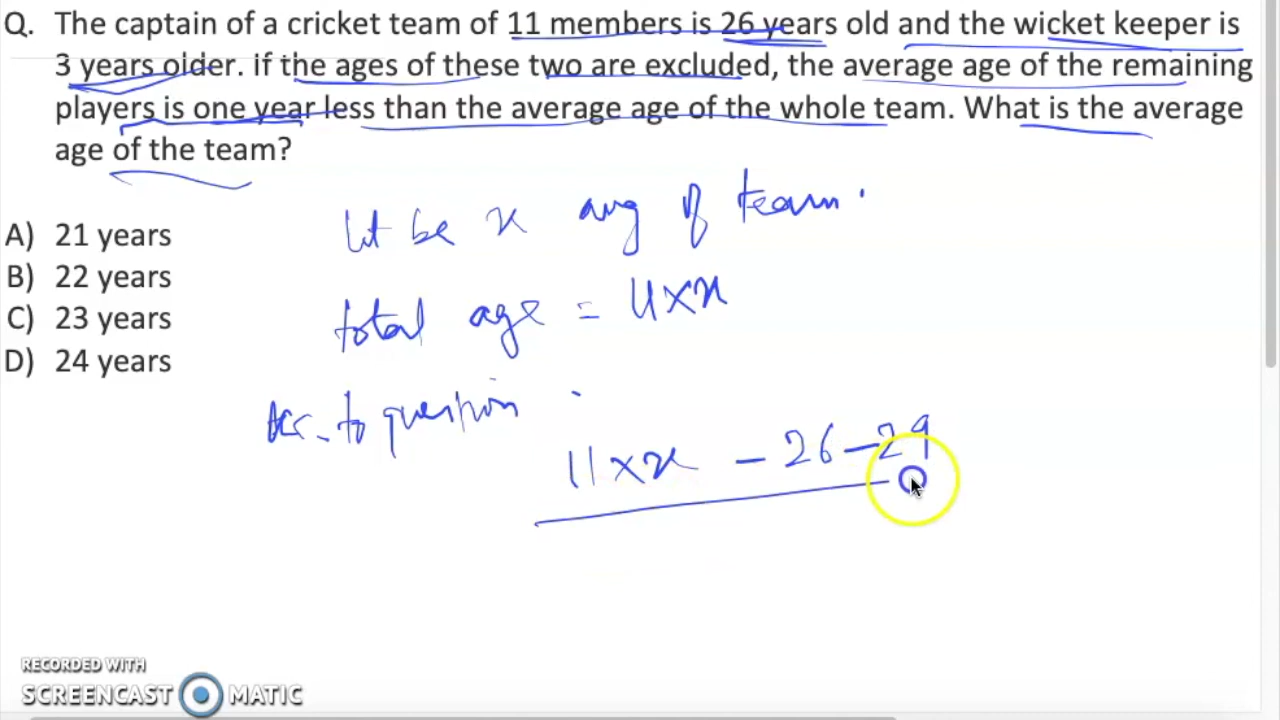 Q. The captain of a cricket team of 11 members is 26 years old and the wicket keeper is
3 years older. If the ages of these two are excluded, the average age of the remaining
players is one year less than the average age of the whole team. What is the average
age of the team?
A) 21 years
B) 22 years
C) 23 years
D) 24 years
let be x avg of team.
total age = 11×x
Acc. to question :
11×x - 26 - 29
RECORDED WITH
SCREENCAST MATIC